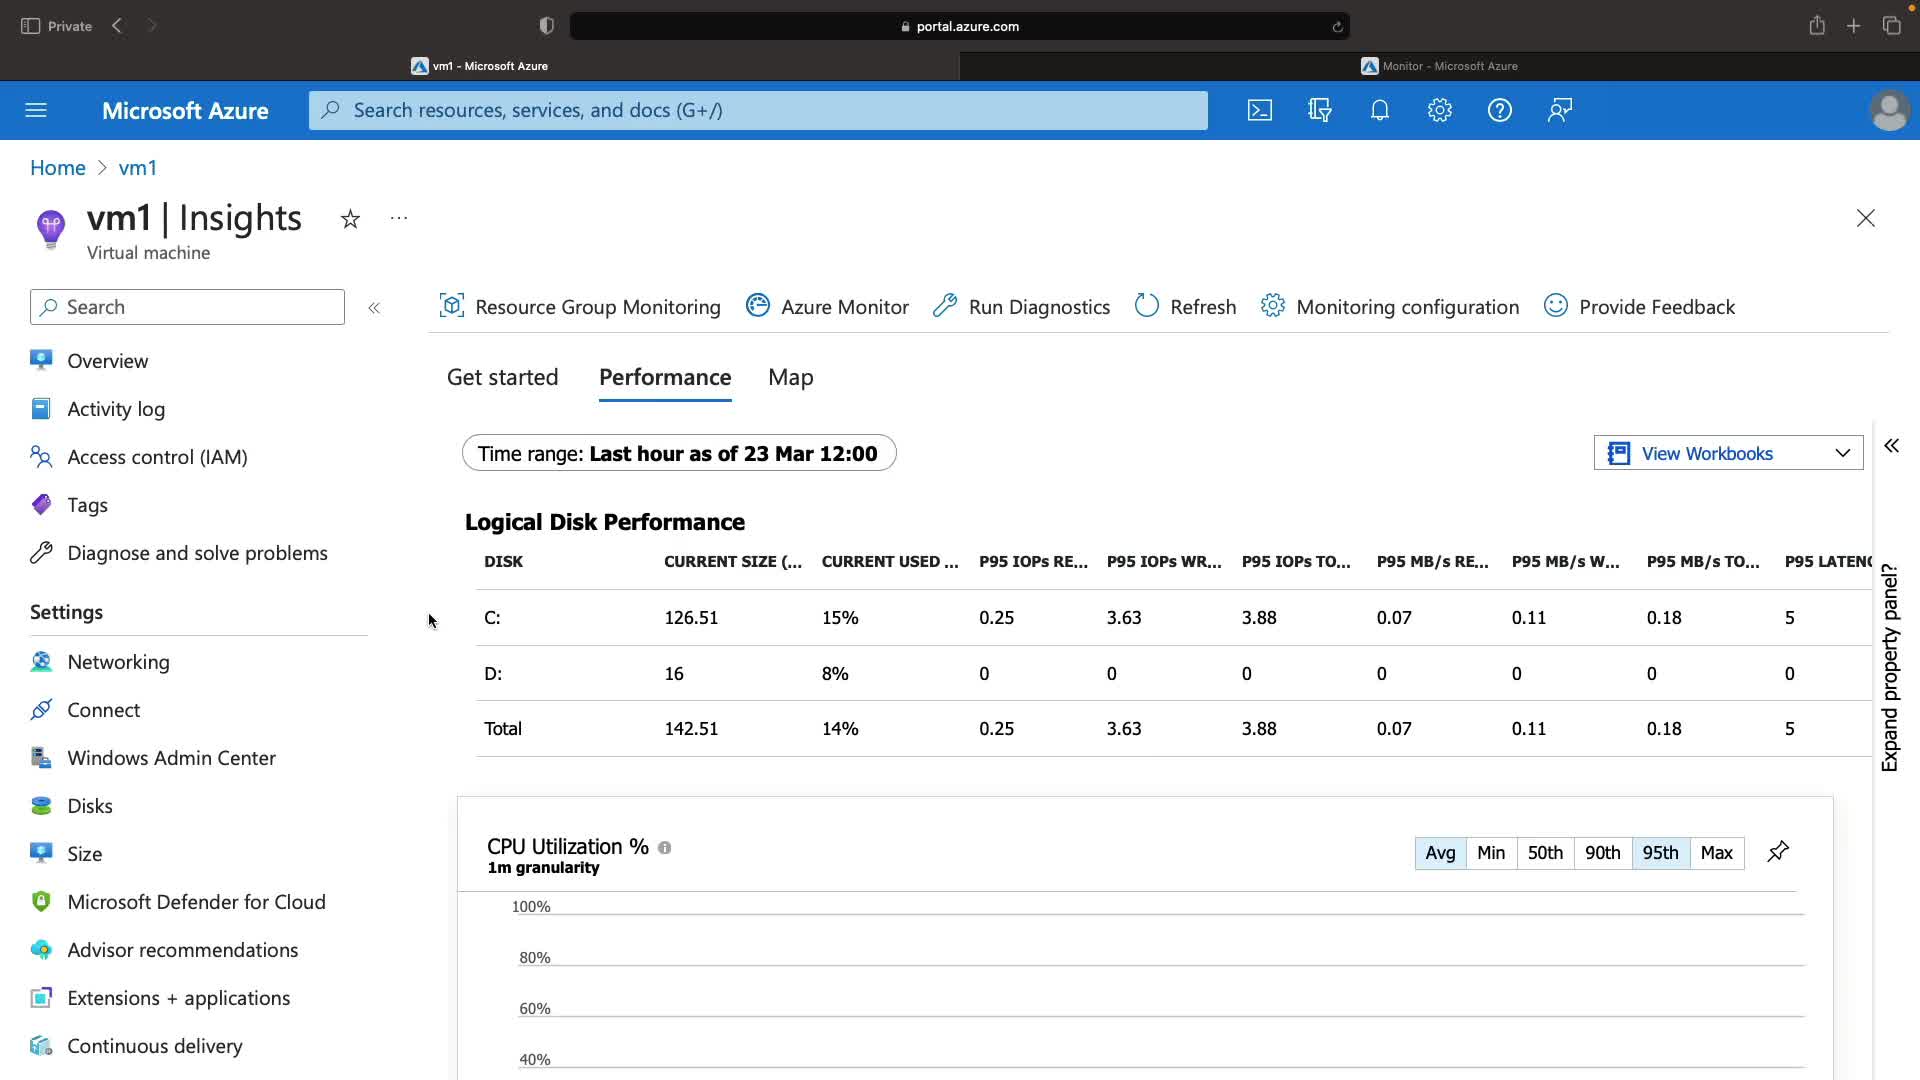 Private
portal.azure.com
vm1 - Microsoft Azure
Monitor - Microsoft Azure
Microsoft Azure
Search resources, services, and docs (G+/)
Home > vm1
vm1 | Insights ☆ ...
Virtual machine
Search
Overview
Activity log
Access control (IAM)
Tags
Diagnose and solve problems
Settings
Networking
Connect
Windows Admin Center
Disks
Size
Microsoft Defender for Cloud
Advisor recommendations
Extensions + applications
Continuous delivery
Resource Group Monitoring Azure Monitor Run Diagnostics Refresh Monitoring configuration Provide Feedback
Get started Performance Map
Time range: Last hour as of 23 Mar 12:00
View Workbooks
Expand property panel?
Logical Disk Performance
DISK CURRENT SIZE (... CURRENT USED ... P95 IOPs RE... P95 IOPs WR... P95 IOPs TO... P95 MB/s RE... P95 MB/s W... P95 MB/s TO... P95 LATENC
C: 126.51 15% 0.25 3.63 3.88 0.07 0.11 0.18 5
D: 16 8% 0 0 0 0 0 0 0
Total 142.51 14% 0.25 3.63 3.88 0.07 0.11 0.18 5
CPU Utilization %
1m granularity
Avg Min 50th 90th 95th Max
100%
80%
60%
40%